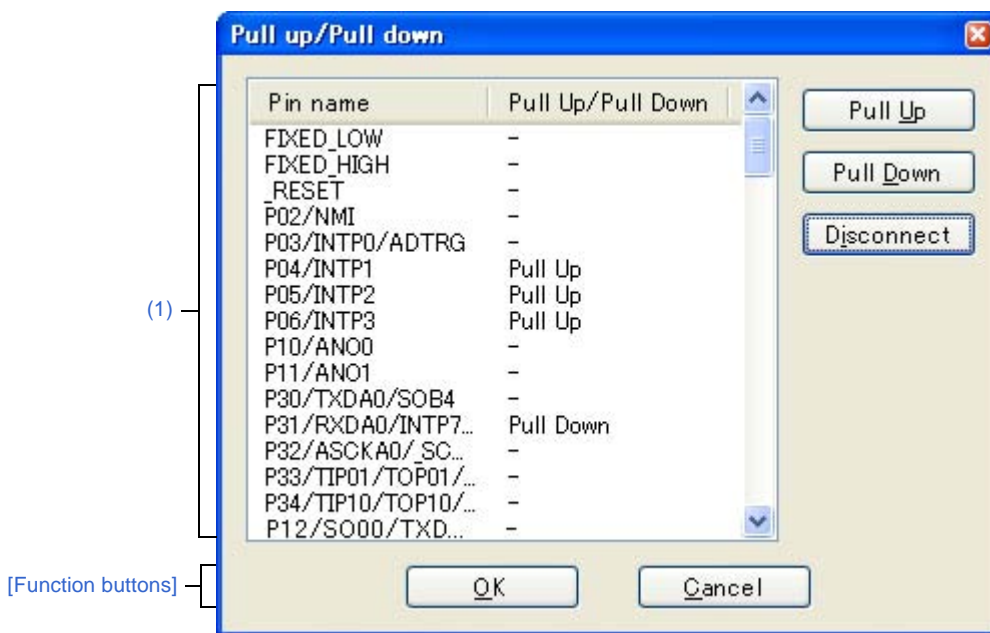 Pull up/Pull down
Pin name Pull Up/Pull Down
FIXED_LOW -
FIXED_HIGH -
_RESET -
P02/NMI -
P03/INTP0/ADTRG -
P04/INTP1 Pull Up
P05/INTP2 Pull Up
P06/INTP3 Pull Up
P10/ANO0 -
P11/ANO1 -
P30/TXDA0/SOB4 -
P31/RXDA0/INTP7... Pull Down
P32/ASCKA0/_SC... -
P33/TIP01/TOP01/... -
P34/TIP10/TOP10/... -
P12/SO00/TXD... -
Pull Up
Pull Down
Disconnect
(1)
[Function buttons]
OK Cancel